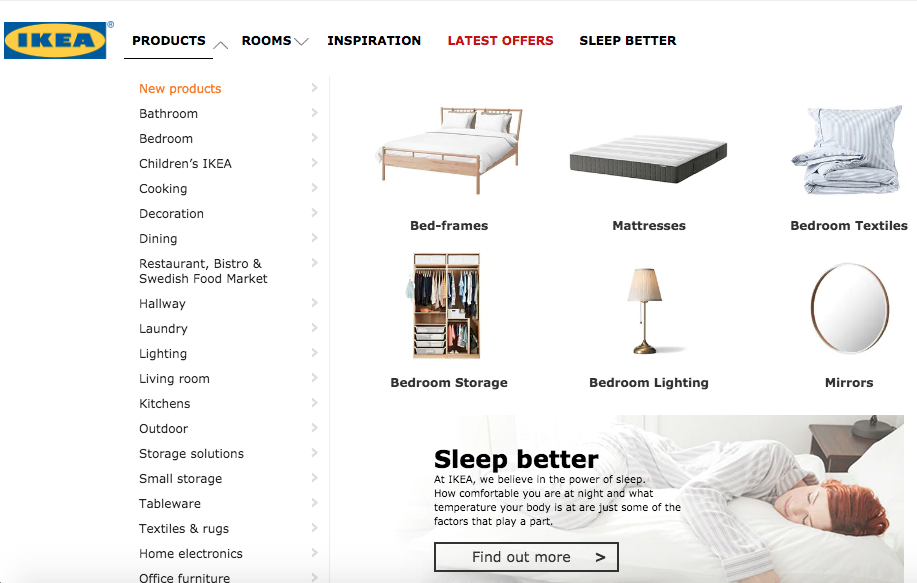 IKEA®
PRODUCTS
ROOMS
INSPIRATION
LATEST OFFERS
SLEEP BETTER
New products
Bathroom
Bedroom
Children’s IKEA
Cooking
Decoration
Dining
Restaurant, Bistro &
Swedish Food Market
Hallway
Laundry
Lighting
Living room
Kitchens
Outdoor
Storage solutions
Small storage
Tableware
Textiles & rugs
Home electronics
Office furniture
Bed-frames
Mattresses
Bedroom Textiles
Bedroom Storage
Bedroom Lighting
Mirrors
Sleep better
At IKEA, we believe in the power of sleep.
How comfortable you are at night and what
temperature your body is at are just some of the
factors that play a part.
Find out more >